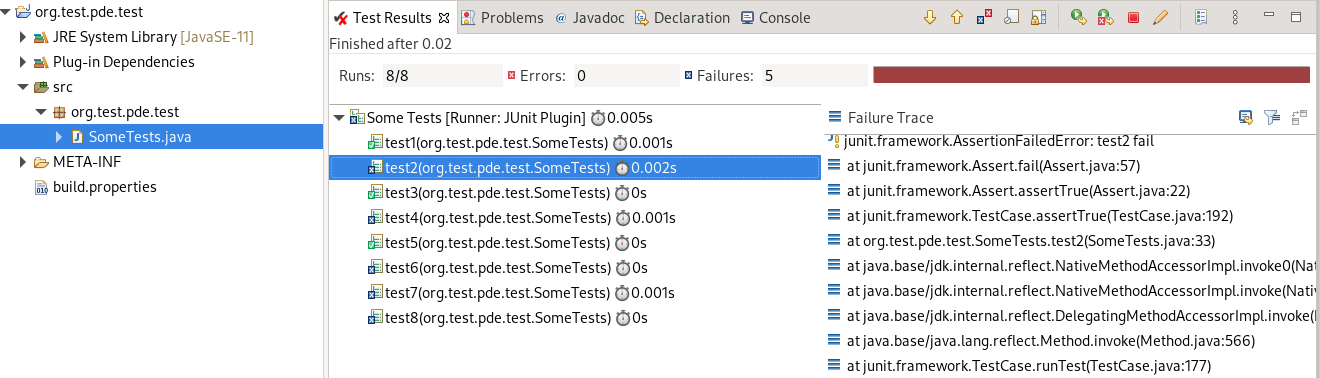 org.test.pde.test
JRE System Library [JavaSE-11]
Plug-in Dependencies
src
org.test.pde.test
SomeTests.java
META-INF
build.properties
Test Results Problems @ Javadoc Declaration Console
Finished after 0.02
Runs: 8/8 Errors: 0 Failures: 5
Some Tests [Runner: JUnit Plugin] 0.005s
test1(org.test.pde.test.SomeTests) 0.001s
test2(org.test.pde.test.SomeTests) 0.002s
test3(org.test.pde.test.SomeTests) 0s
test4(org.test.pde.test.SomeTests) 0.001s
test5(org.test.pde.test.SomeTests) 0s
test6(org.test.pde.test.SomeTests) 0s
test7(org.test.pde.test.SomeTests) 0.001s
test8(org.test.pde.test.SomeTests) 0s
Failure Trace
junit.framework.AssertionFailedError: test2 fail
at junit.framework.Assert.fail(Assert.java:57)
at junit.framework.Assert.assertTrue(Assert.java:22)
at junit.framework.TestCase.assertTrue(TestCase.java:192)
at org.test.pde.test.SomeTests.test2(SomeTests.java:33)
at java.base/jdk.internal.reflect.NativeMethodAccessorImpl.invoke0(Nat
at java.base/jdk.internal.reflect.NativeMethodAccessorImpl.invoke(Nativ
at java.base/jdk.internal.reflect.DelegatingMethodAccessorImpl.invoke(
at java.base/java.lang.reflect.Method.invoke(Method.java:566)
at junit.framework.TestCase.runTest(TestCase.java:177)